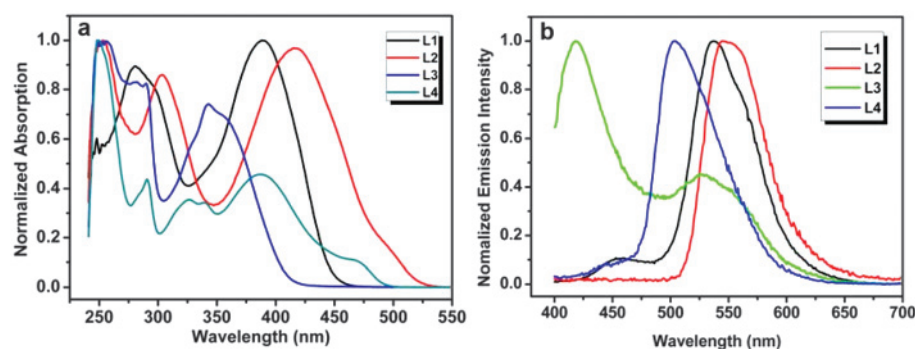 a
L1
L2
L3
L4
Normalized Absorption
1.0
0.8
0.6
0.4
0.2
0.0
250 300 350 400 450 500 550
Wavelength (nm)
b
L1
L2
L3
L4
Nomalized Emission Intensity
1.0
0.8
0.6
0.4
0.2
0.0
400 450 500 550 600 650 700
Wavelength (nm)